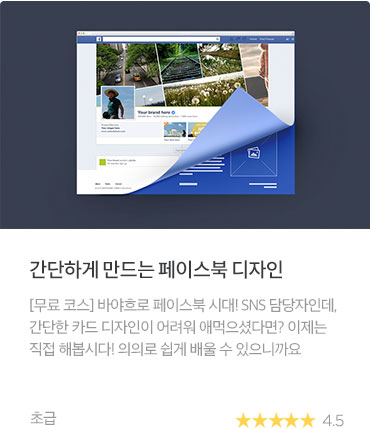 Your brand here
간단하게 만드는 페이스북 디자인
[무료 코스] 바야흐로 페이스북 시대! SNS 담당자인데,
간단한 카드 디자인이 어려워 애먹으셨다면? 이제는
직접 해봅시다! 의외로 쉽게 배울 수 있으니까요
초급
4.5